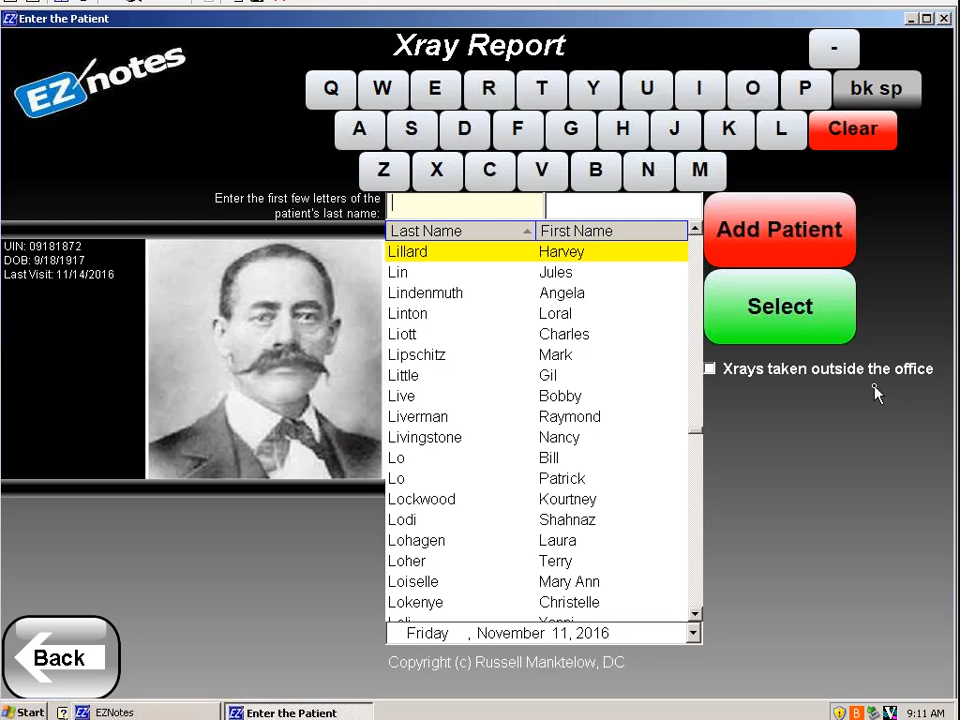 EZ Enter the Patient
EZ notes
Xray Report
-
Q W E R T Y U I O P bk sp
A S D F G H J K L Clear
Z X C V B N M
Enter the first few letters of the
patient's last name:
UIN: 09181872
DOB: 9/18/1917
Last Visit: 11/14/2016
Last Name First Name
Lillard Harvey
Lin Jules
Lindenmuth Angela
Linton Loral
Liott Charles
Lipschitz Mark
Little Gil
Live Bobby
Liverman Raymond
Livingstone Nancy
Lo Bill
Lo Patrick
Lockwood Kourtney
Lodi Shahnaz
Lohagen Laura
Loher Terry
Loiselle Mary Ann
Lokenye Christelle
Friday , November 11, 2016
Add Patient
Select
Xrays taken outside the office
Back
Copyright (c) Russell Manktelow, DC
Start ? EZ EZNotes EZ Enter the Patient B V 9:11 AM